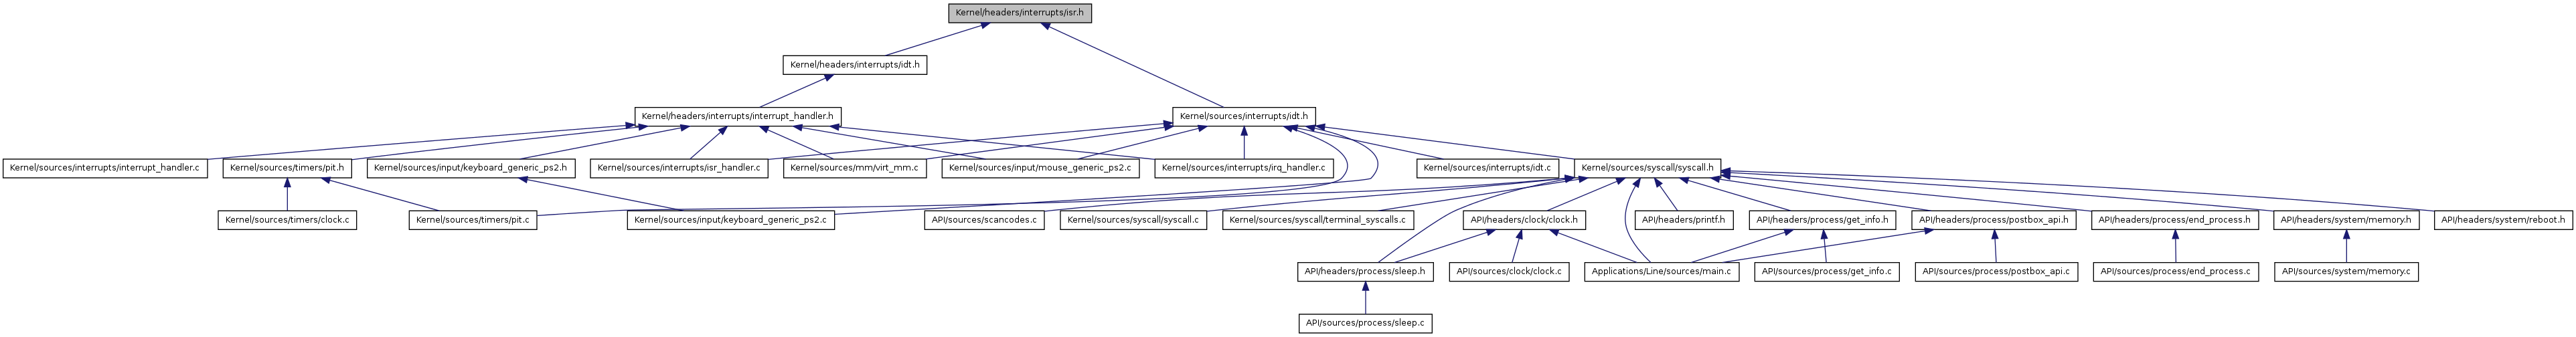 Kernel/headers/interrupts/isr.h
Kernel/headers/interrupts/idt.h
Kernel/headers/interrupts/interrupt_handler.h
Kernel/sources/interrupts/idt.h
Kernel/sources/interrupts/interrupt_handler.c
Kernel/sources/timers/pit.h
Kernel/sources/input/keyboard_generic_ps2.h
Kernel/sources/interrupts/isr_handler.c
Kernel/sources/mm/virt_mm.c
Kernel/sources/input/mouse_generic_ps2.c
Kernel/sources/interrupts/irq_handler.c
Kernel/sources/interrupts/idt.c
Kernel/sources/syscall/syscall.h
Kernel/sources/timers/clock.c
Kernel/sources/timers/pit.c
Kernel/sources/input/keyboard_generic_ps2.c
API/sources/scancodes.c
Kernel/sources/syscall/syscall.c
Kernel/sources/syscall/terminal_syscalls.c
API/headers/clock/clock.h
API/headers/printf.h
API/headers/process/get_info.h
API/headers/process/postbox_api.h
API/headers/process/end_process.h
API/headers/system/memory.h
API/headers/system/reboot.h
API/headers/process/sleep.h
API/sources/clock/clock.c
Applications/Line/sources/main.c
API/sources/process/get_info.c
API/sources/process/postbox_api.c
API/sources/process/end_process.c
API/sources/system/memory.c
API/sources/process/sleep.c